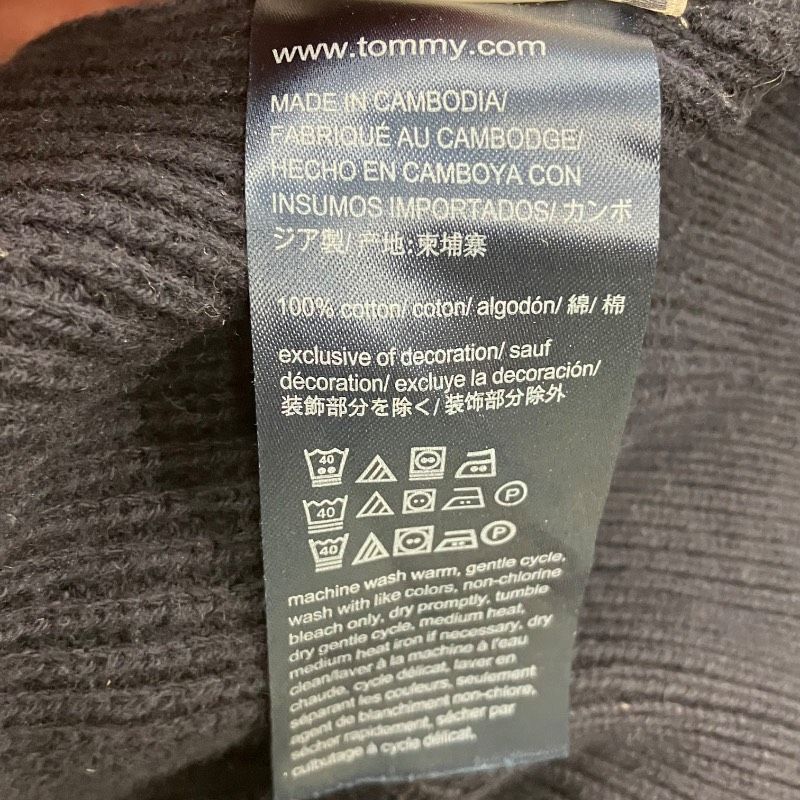 www.tommy.com
MADE IN CAMBODIA/
FABRIQUÉ AU CAMBODGE/
HECHO EN CAMBOYA CON
INSUMOS IMPORTADOS/ カンボ
ジア製/ 产地:柬埔寨
100% cotton/ coton/ algodón/ 綿/ 棉
exclusive of decoration/ sauf
décoration/ excluye la decoración/
装飾部分を除く/ 装饰部分除外
40
40 P
40 P
machine wash warm, gentle cycle,
wash with like colors, non-chlorine
bleach only, dry promptly, tumble
dry gentle cycle, medium heat,
medium heat iron if necessary, dry
clean/laver à la machine à l'eau
chaude, cycle délicat, laver en
séparant les couleurs, seulement
agent de blanchiment non-chlore,
sécher rapidement, sécher par
culbutage à cycle délicat,